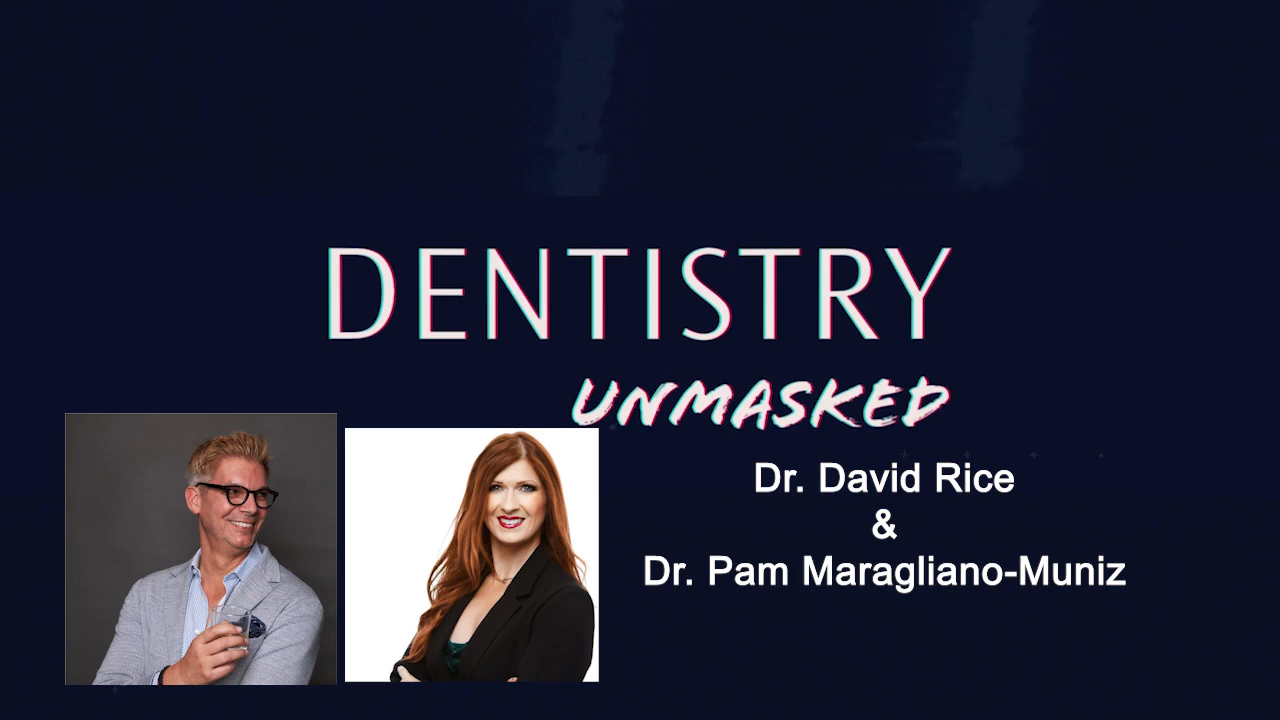 DENTISTRY
UNMASKED
Dr. David Rice
&
Dr. Pam Maragliano-Muniz